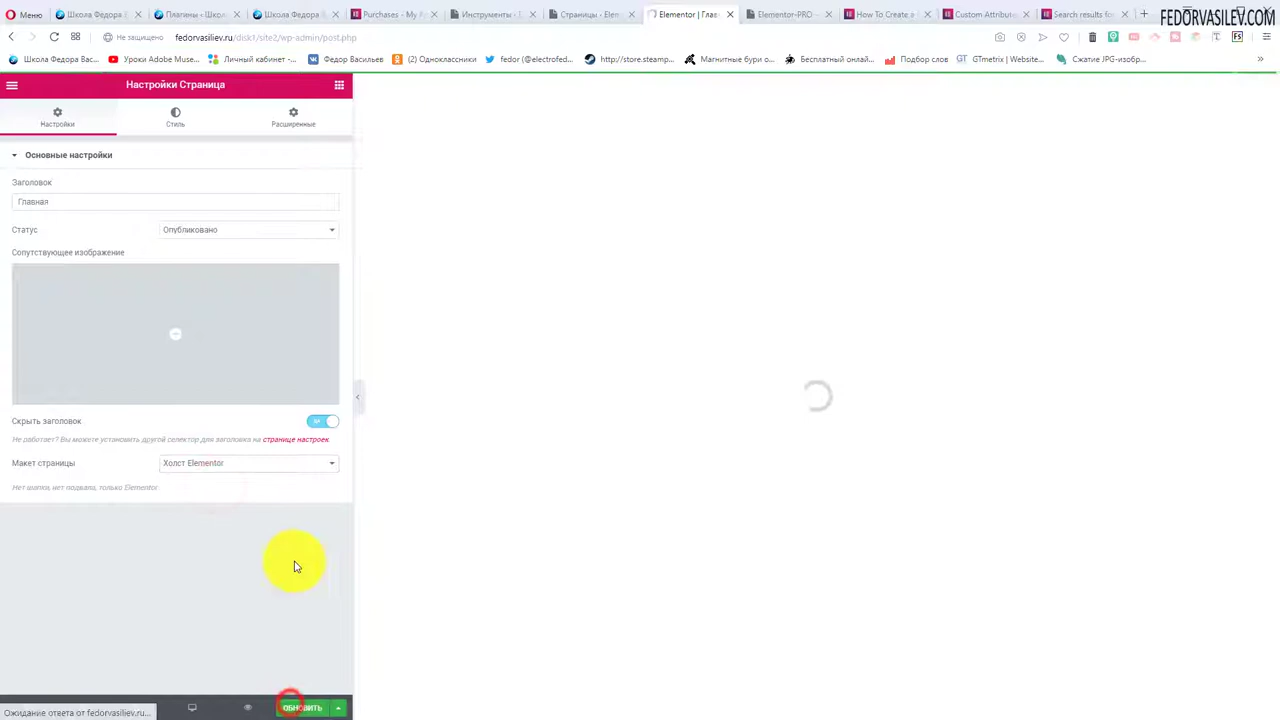 Меню
Школа Федора В
Плагины - Школа
Школа Федора В
Purchases - My A
Инструменты -
Страницы - Elem
Elementor | Глав
Elementor-PRO -
How To Create a
Custom Attribute
Search results fo
FEDORVASILEV.COM
Не защищено
fedorvasiliev.ru/disk1/site2/wp-admin/post.php
Школа Федора Вас...
Уроки Adobe Muse...
Личный кабинет ·...
Федор Васильев
(2) Одноклассники
fedor (@electrofed...
http://store.steamp...
Магнитные бури о...
Бесплатный онлай...
Подбор слов
GTmetrix | Website...
Сжатие JPG-изобр...
Настройки Страница
Настройки
Стиль
Расширенные
Основные настройки
Заголовок
Главная
Статус
Опубликовано
Сопутствующее изображение
Скрыть заголовок
Не работает? Вы можете установить другой селектор для заголовка на странице настроек.
Макет страницы
Холст Elementor
Нет шапки, нет подвала, только Elementor
ОБНОВИТЬ
Ожидание ответа от fedorvasiliev.ru...